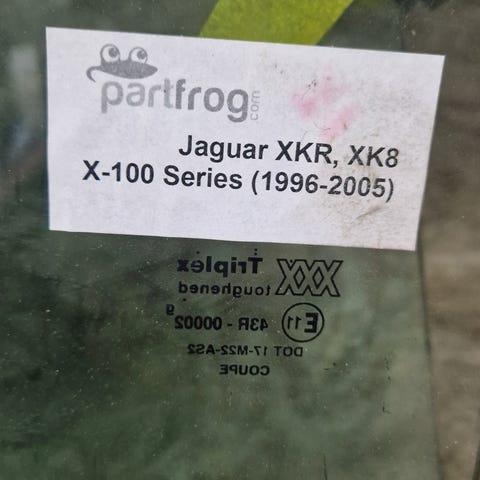 partfrog.com
Jaguar XKR, XK8
X-100 Series (1996-2005)
XXX Triplex
toughened
E11 43R - 00002 g
DOT 17-M22-AS2
COUPE